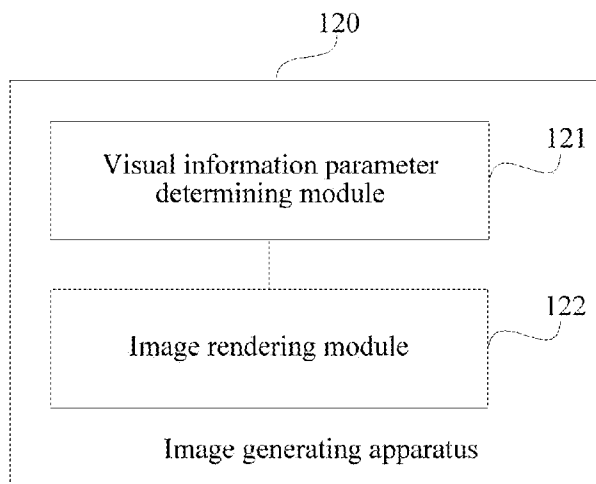 120
Visual information parameter
determining module
121
Image rendering module
122
Image generating apparatus